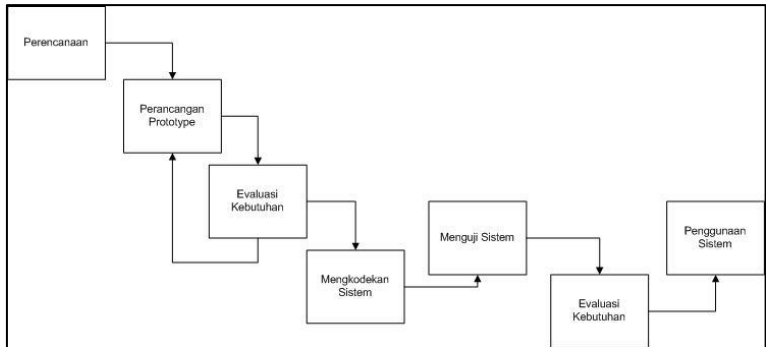 Perencanaan
Perancangan
Prototype
Evaluasi
Kebutuhan
Mengkodekan
Sistem
Menguji Sistem
Evaluasi
Kebutuhan
Penggunaan
Sistem